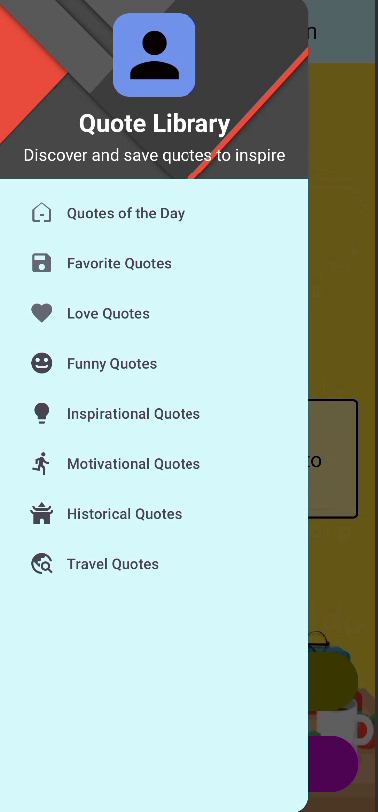 Quote Library
Discover and save quotes to inspire
Quotes of the Day
Favorite Quotes
Love Quotes
Funny Quotes
Inspirational Quotes
Motivational Quotes
Historical Quotes
Travel Quotes